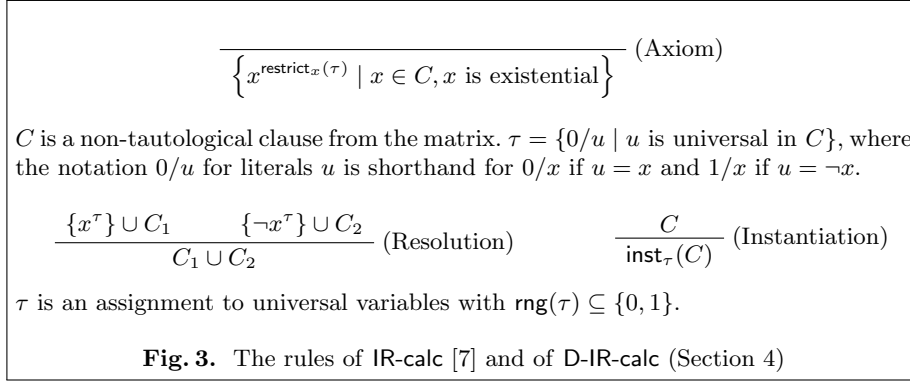 {x^{restrict_x(τ)} | x ∈ C, x is existential} (Axiom)
C is a non-tautological clause from the matrix. τ = {0/u | u is universal in C}, where
the notation 0/u for literals u is shorthand for 0/x if u = x and 1/x if u = ¬x.
{x^τ} ∪ C_1 {¬x^τ} ∪ C_2
C_1 ∪ C_2 (Resolution)
C
inst_τ(C) (Instantiation)
τ is an assignment to universal variables with rng(τ) ⊆ {0, 1}.
Fig. 3. The rules of IR-calc [7] and of D-IR-calc (Section 4)